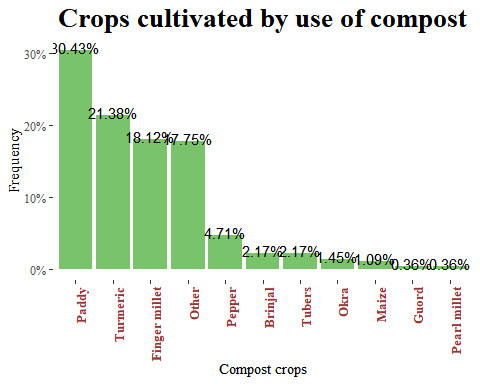 Crops cultivated by use of compost
Frequency
30%
20%
10%
0%
30.43%
21.38%
18.12%
17.75%
4.71%
2.17%
2.17%
1.45%
1.09%
0.36%
0.36%
Paddy
Turmeric
Finger millet
Other
Pepper
Brinjal
Tubers
Okra
Maize
Guord
Pearl millet
Compost crops